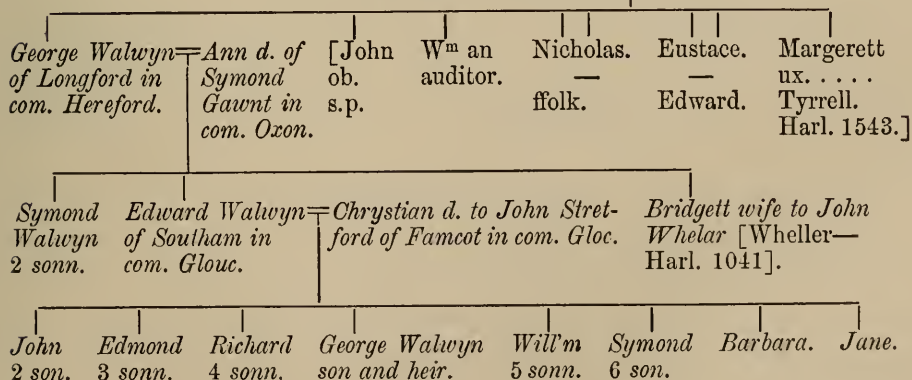 George Walwyn
of Longford in
com. Hereford.
Ann d. of
Symond
Gawnt in
com. Oxon.
[John
ob.
s.p.
Wm an
auditor.
Nicholas.
—
ffolk.
Eustace.
—
Edward.
Margerett
ux. . . . .
Tyrrell.
Harl. 1543.]
Symond
Walwyn
2 sonn.
Edward Walwyn
of Southam in
com. Glouc.
Chrystian d. to John Stret-
ford of Famcot in com. Gloc.
Bridgett wife to John
Whelar [Wheller—
Harl. 1041].
John
2 son.
Edmond
3 sonn.
Richard
4 sonn.
George Walwyn
son and heir.
Will'm
5 sonn.
Symond
6 son.
Barbara.
Jane.